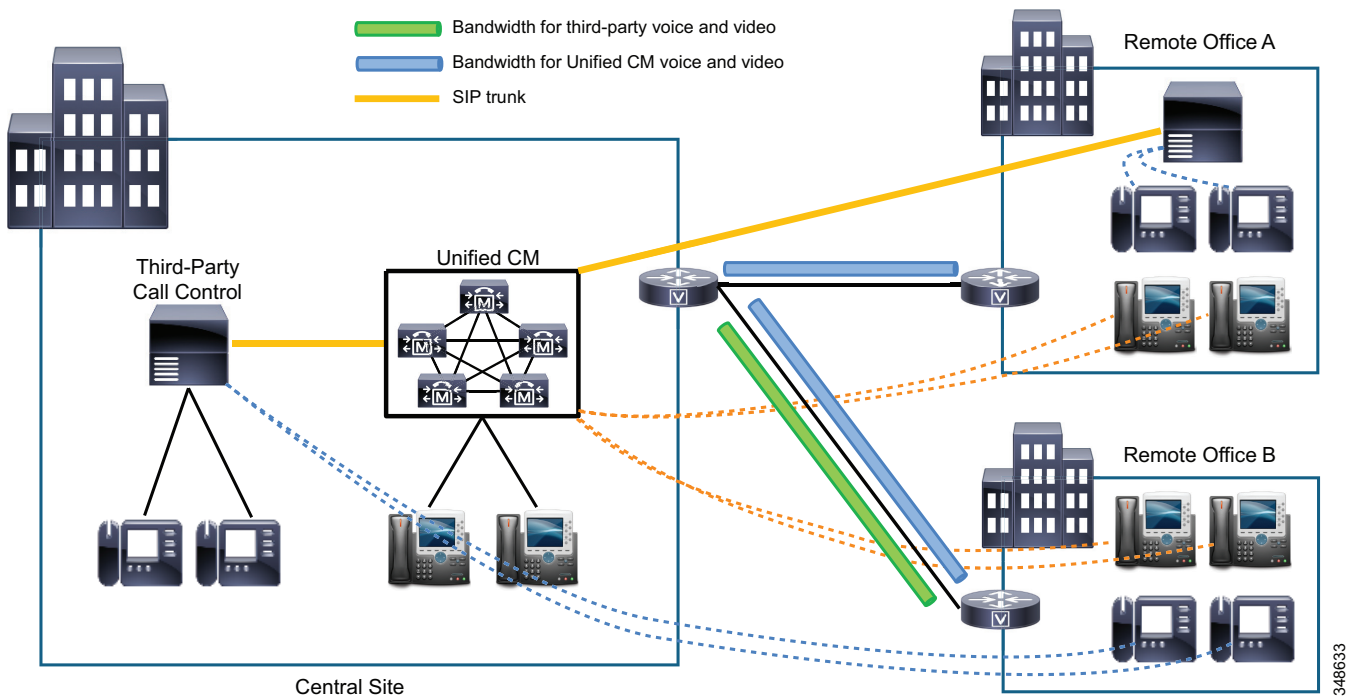 Bandwidth for third-party voice and video
Bandwidth for Unified CM voice and video
SIP trunk
Remote Office A
Third-Party
Call Control
Unified CM
M
M
M
M
M
V
V
Remote Office B
V
Central Site
348633